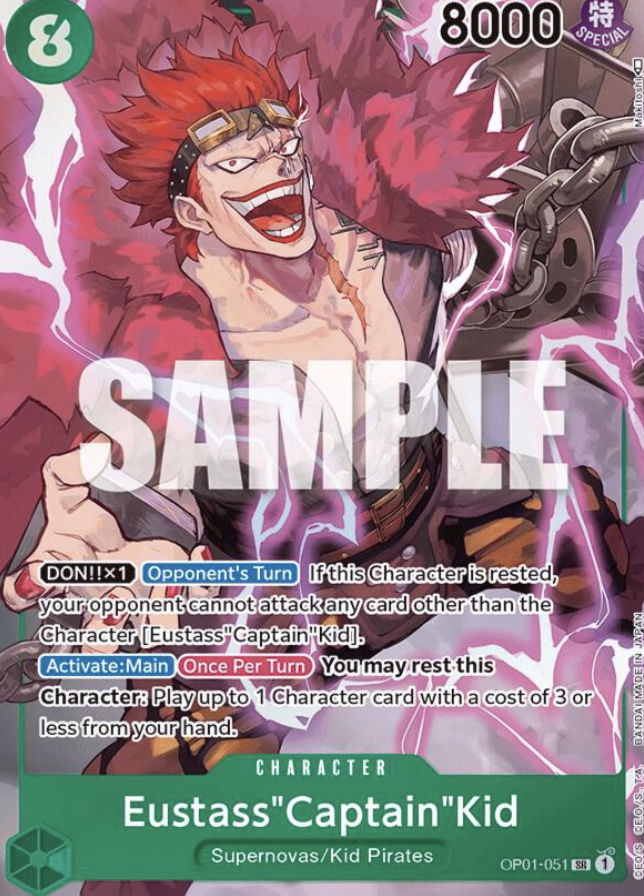 8
8000
特
SPECIAL
Makitoshi
SAMPLE
DON!!×1 Opponent's Turn If this Character is rested,
your opponent cannot attack any card other than the
Character [Eustass"Captain"Kid].
Activate:Main Once Per Turn You may rest this
Character: Play up to 1 Character card with a cost of 3 or
less from your hand.
CHARACTER
Eustass"Captain"Kid
Supernovas/Kid Pirates
OP01-051 SR 1
©E.O/S. ©E.O./S.,T.A. BANDAI MADE IN JAPAN